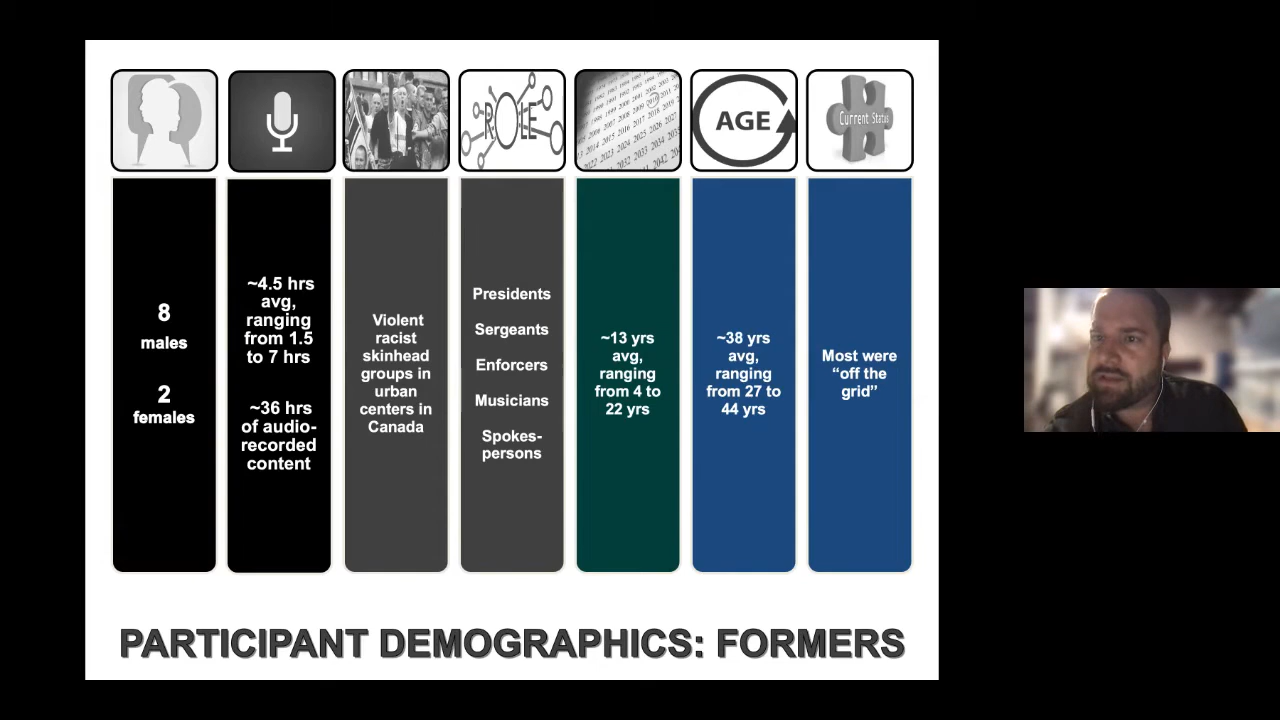 ROLE
AGE
Current Status
8
males
2
females
~4.5 hrs
avg,
ranging
from 1.5
to 7 hrs
~36 hrs
of audio-
recorded
content
Violent
racist
skinhead
groups in
urban
centers in
Canada
Presidents
Sergeants
Enforcers
Musicians
Spokes-
persons
~13 yrs
avg,
ranging
from 4 to
22 yrs
~38 yrs
avg,
ranging
from 27 to
44 yrs
Most were
“off the
grid”
PARTICIPANT DEMOGRAPHICS: FORMERS